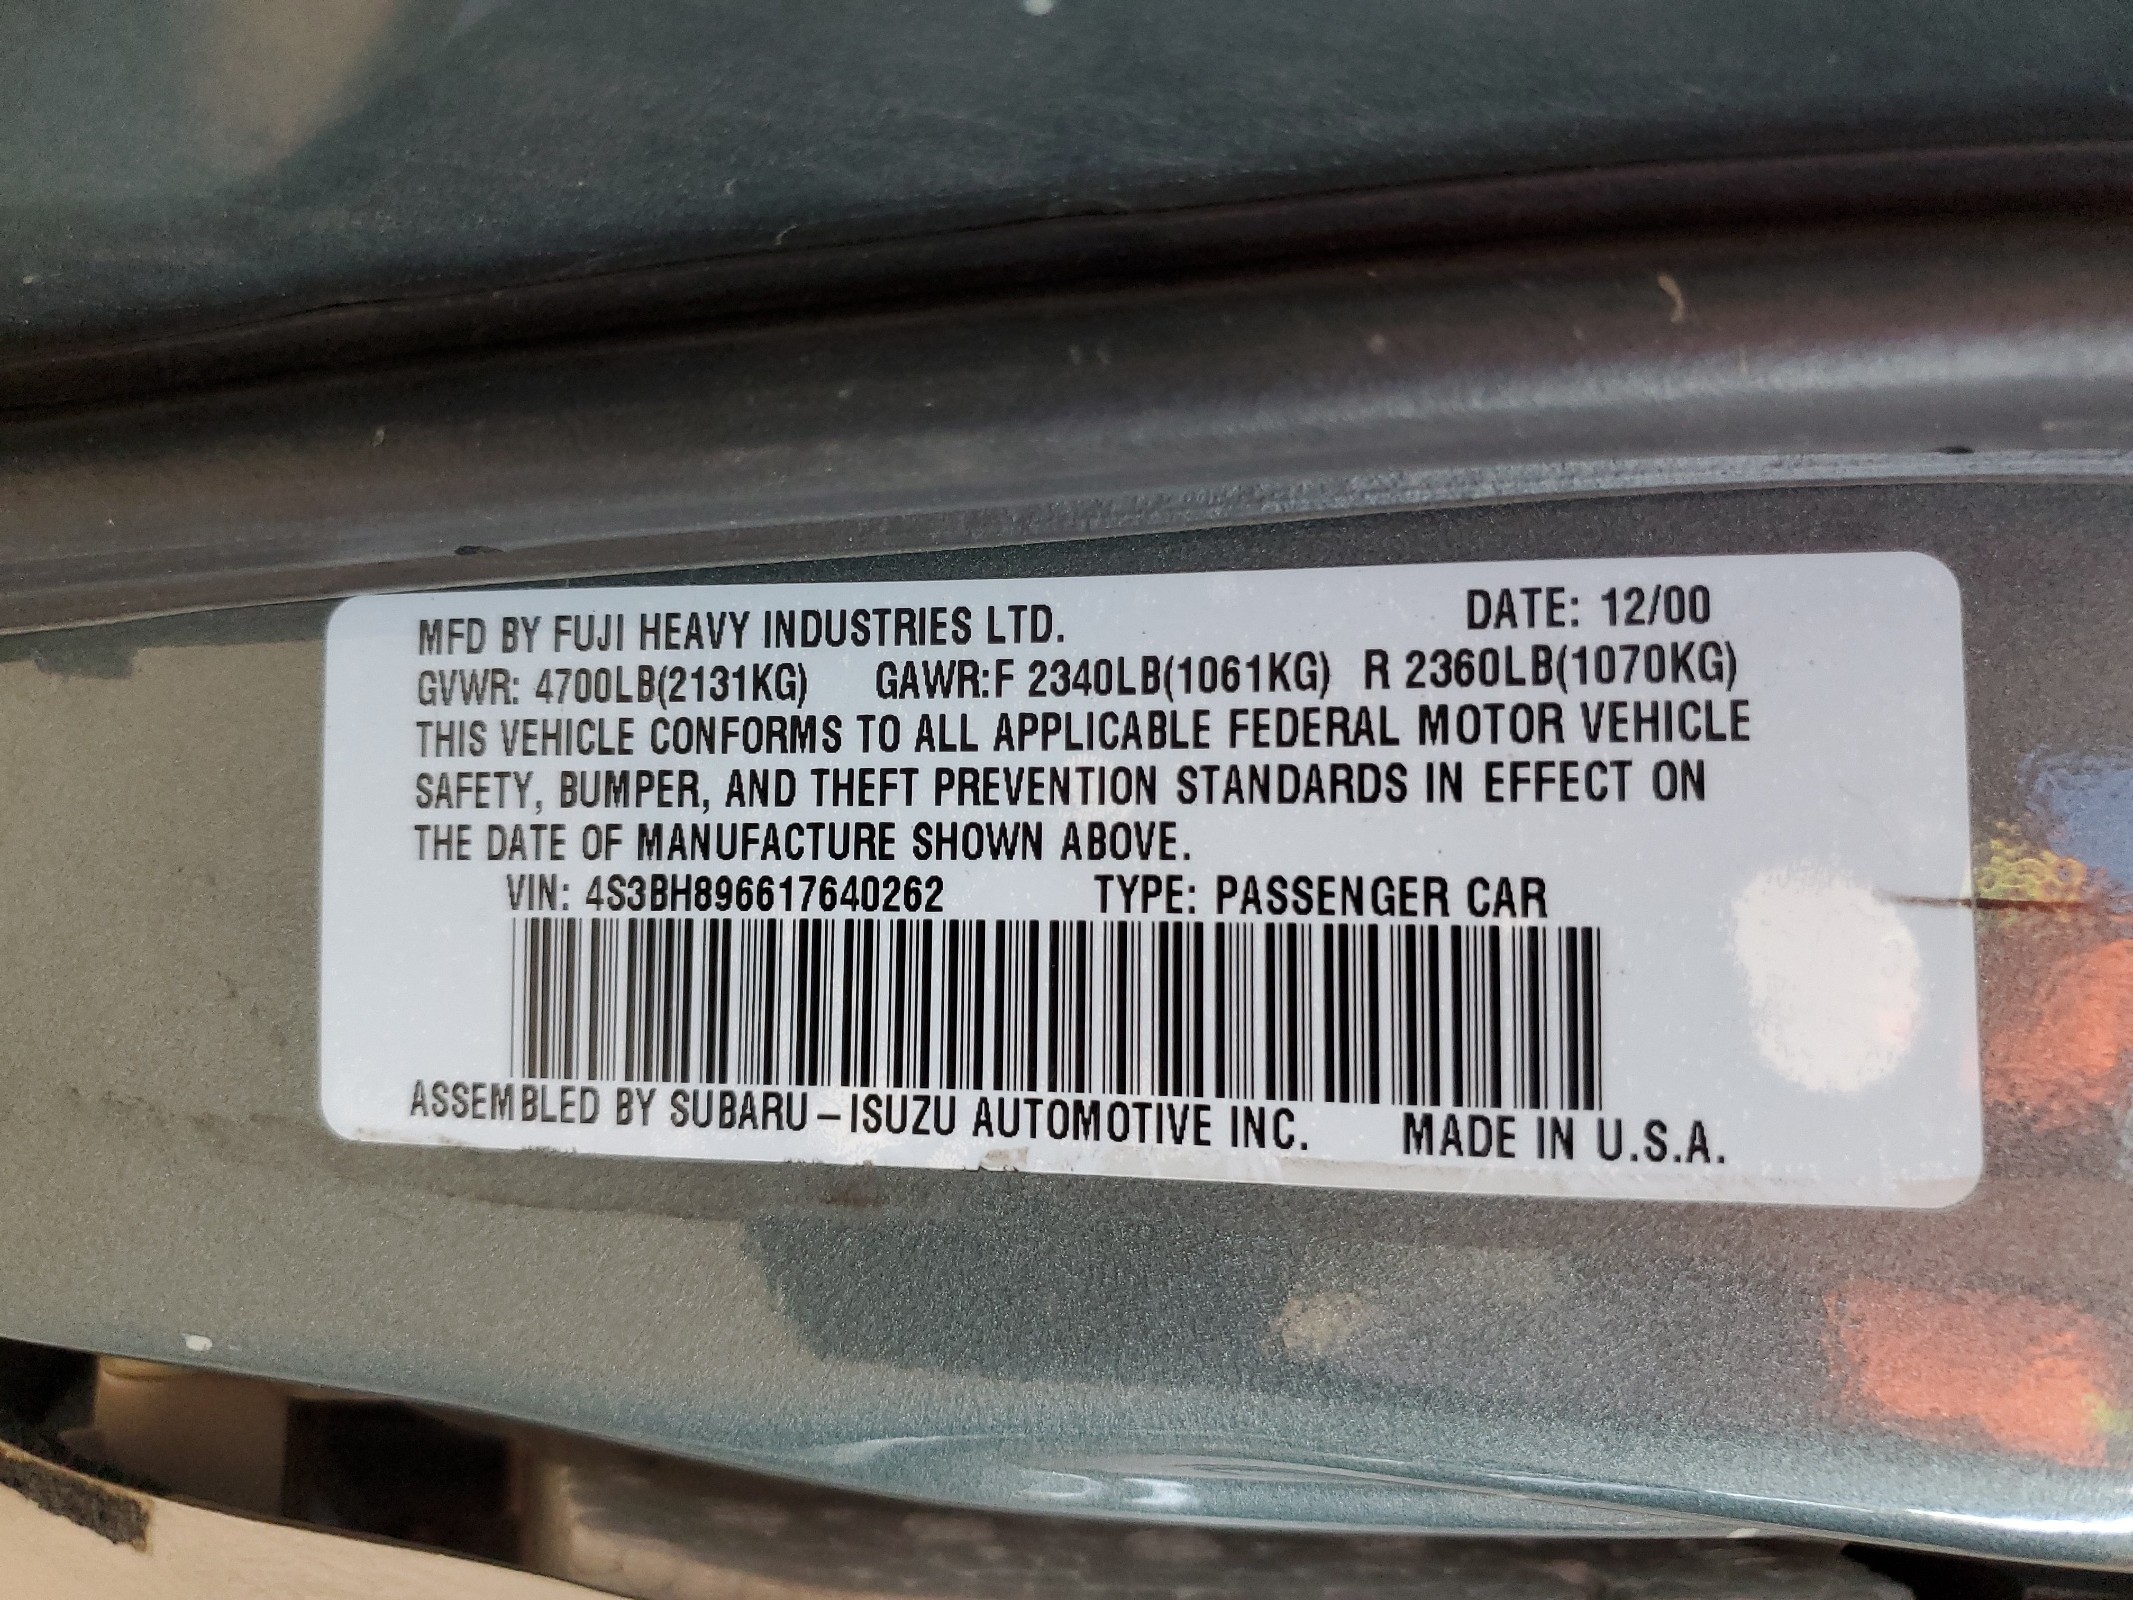 MFD BY FUJI HEAVY INDUSTRIES LTD. DATE: 12/00
GVWR: 4700LB(2131KG) GAWR:F 2340LB(1061KG) R 2360LB(1070KG)
THIS VEHICLE CONFORMS TO ALL APPLICABLE FEDERAL MOTOR VEHICLE
SAFETY, BUMPER, AND THEFT PREVENTION STANDARDS IN EFFECT ON
THE DATE OF MANUFACTURE SHOWN ABOVE.
VIN: 4S3BH896617640262 TYPE: PASSENGER CAR
ASSEMBLED BY SUBARU-ISUZU AUTOMOTIVE INC. MADE IN U.S.A.